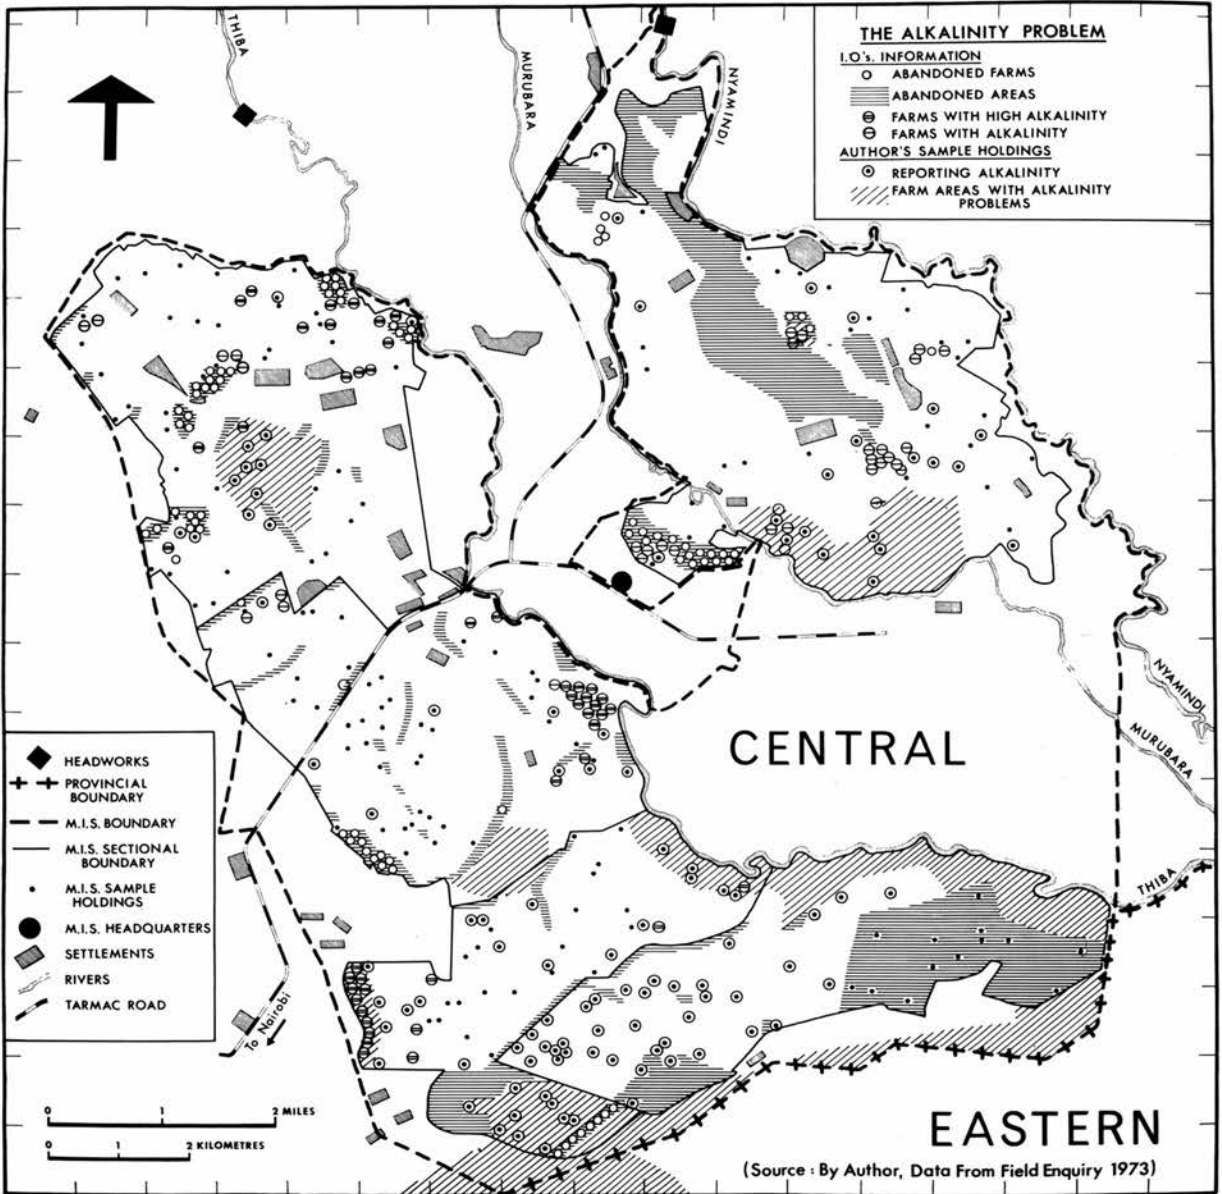 THIBA
MURUBARA
NYAMINDI
THE ALKALINITY PROBLEM
I.O's. INFORMATION
ABANDONED FARMS
ABANDONED AREAS
FARMS WITH HIGH ALKALINITY
FARMS WITH ALKALINITY
AUTHOR'S SAMPLE HOLDINGS
REPORTING ALKALINITY
FARM AREAS WITH ALKALINITY
PROBLEMS
CENTRAL
NYAMINDI
MURUBARA
THIBA
HEADWORKS
PROVINCIAL
BOUNDARY
M.I.S. BOUNDARY
M.I.S. SECTIONAL
BOUNDARY
M.I.S. SAMPLE
HOLDINGS
M.I.S. HEADQUARTERS
SETTLEMENTS
RIVERS
TARMAC ROAD
To Nairobi
0 1 2 MILES
0 1 2 KILOMETRES
EASTERN
(Source : By Author, Data From Field Enquiry 1973)